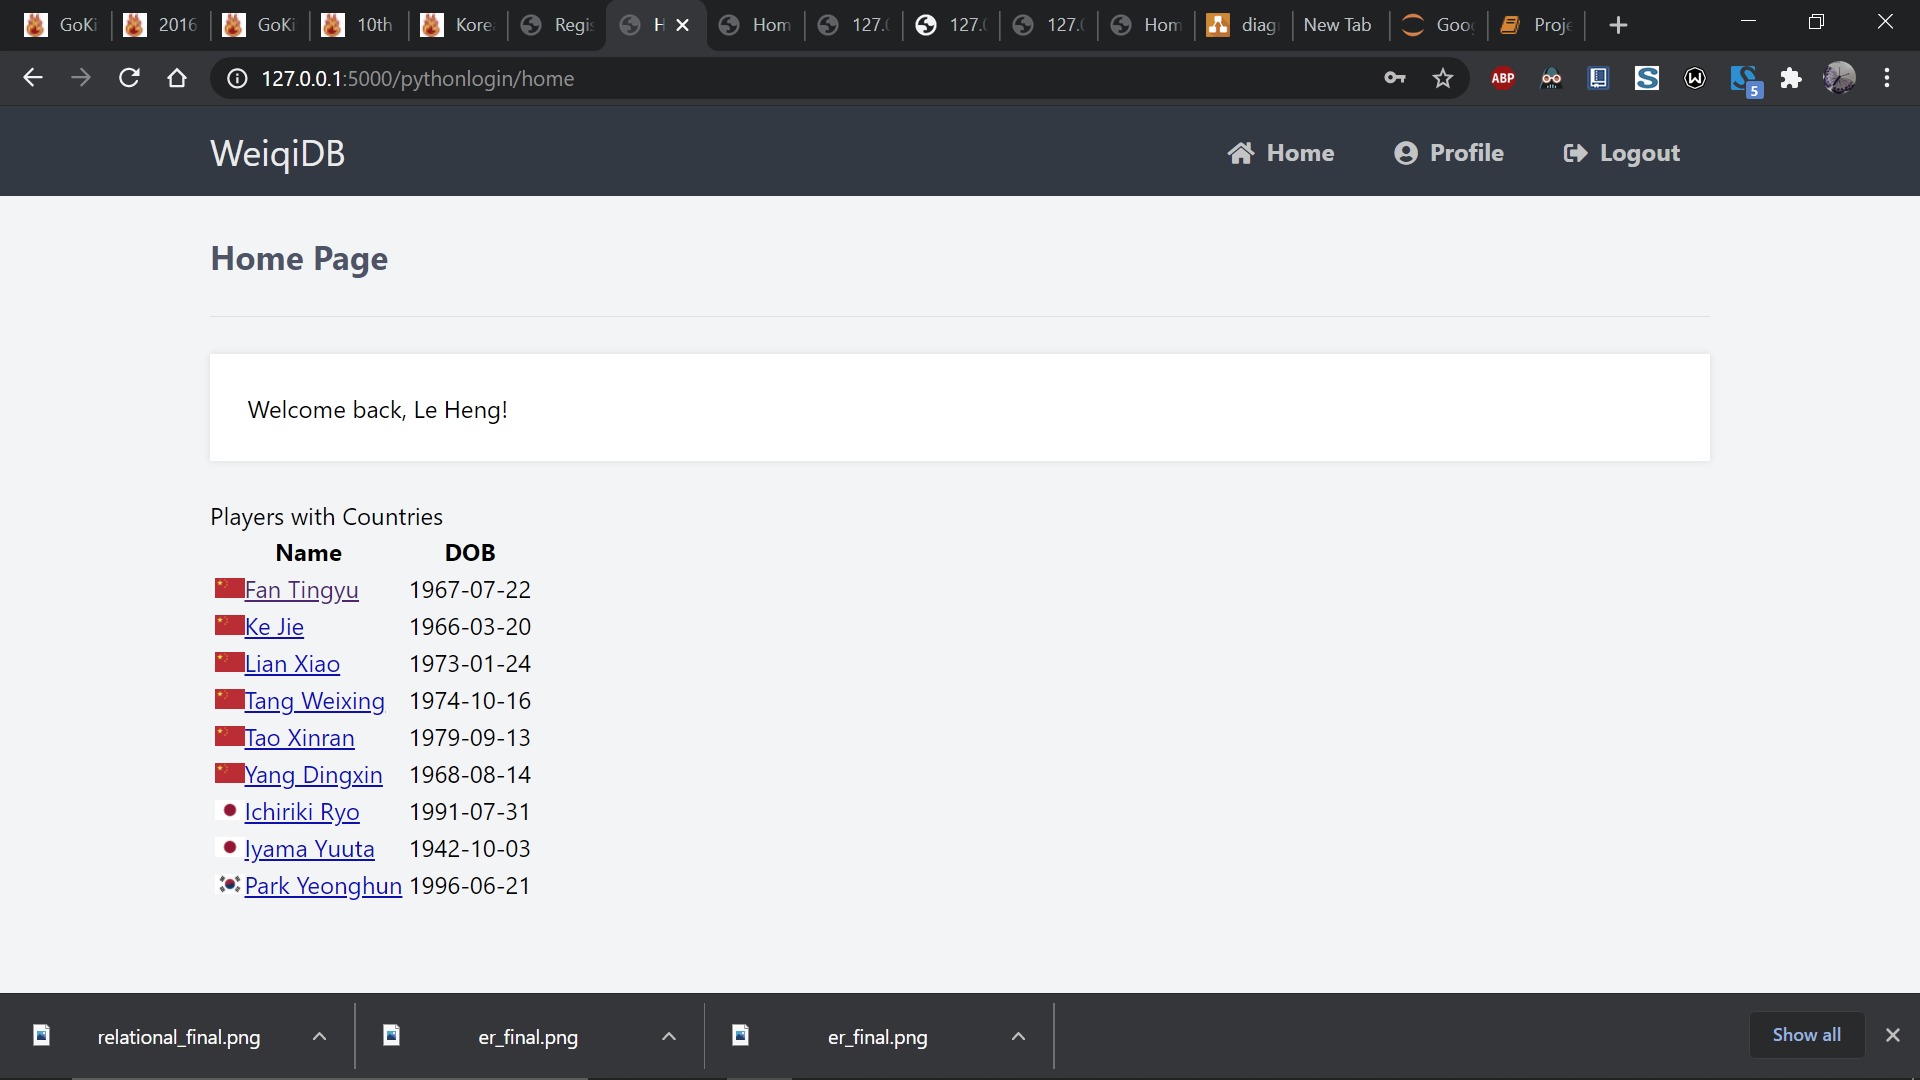 GoKi 2016 GoKi 10th Kore Regis H Hom 127.0 127.0 127.0 Hom diag New Tab Goog Proje
127.0.0.1:5000/pythonlogin/home
ABP
5
WeiqiDB Home Profile Logout
Home Page
Welcome back, Le Heng!
Players with Countries
Name DOB
Fan Tingyu 1967-07-22
Ke Jie 1966-03-20
Lian Xiao 1973-01-24
Tang Weixing 1974-10-16
Tao Xinran 1979-09-13
Yang Dingxin 1968-08-14
Ichiriki Ryo 1991-07-31
Iyama Yuuta 1942-10-03
Park Yeonghun 1996-06-21
relational_final.png er_final.png er_final.png Show all